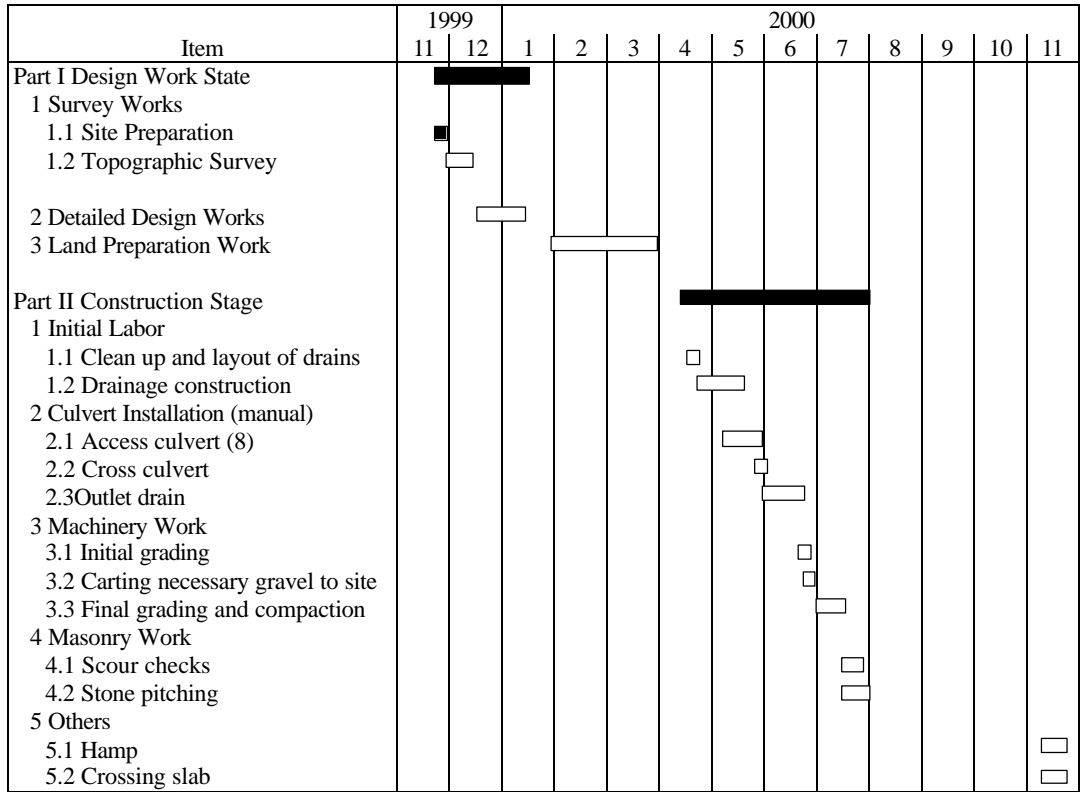 1999 2000
Item 11 12 1 2 3 4 5 6 7 8 9 10 11
Part I Design Work State
1 Survey Works
1.1 Site Preparation
1.2 Topographic Survey
2 Detailed Design Works
3 Land Preparation Work
Part II Construction Stage
1 Initial Labor
1.1 Clean up and layout of drains
1.2 Drainage construction
2 Culvert Installation (manual)
2.1 Access culvert (8)
2.2 Cross culvert
2.3Outlet drain
3 Machinery Work
3.1 Initial grading
3.2 Carting necessary gravel to site
3.3 Final grading and compaction
4 Masonry Work
4.1 Scour checks
4.2 Stone pitching
5 Others
5.1 Hamp
5.2 Crossing slab